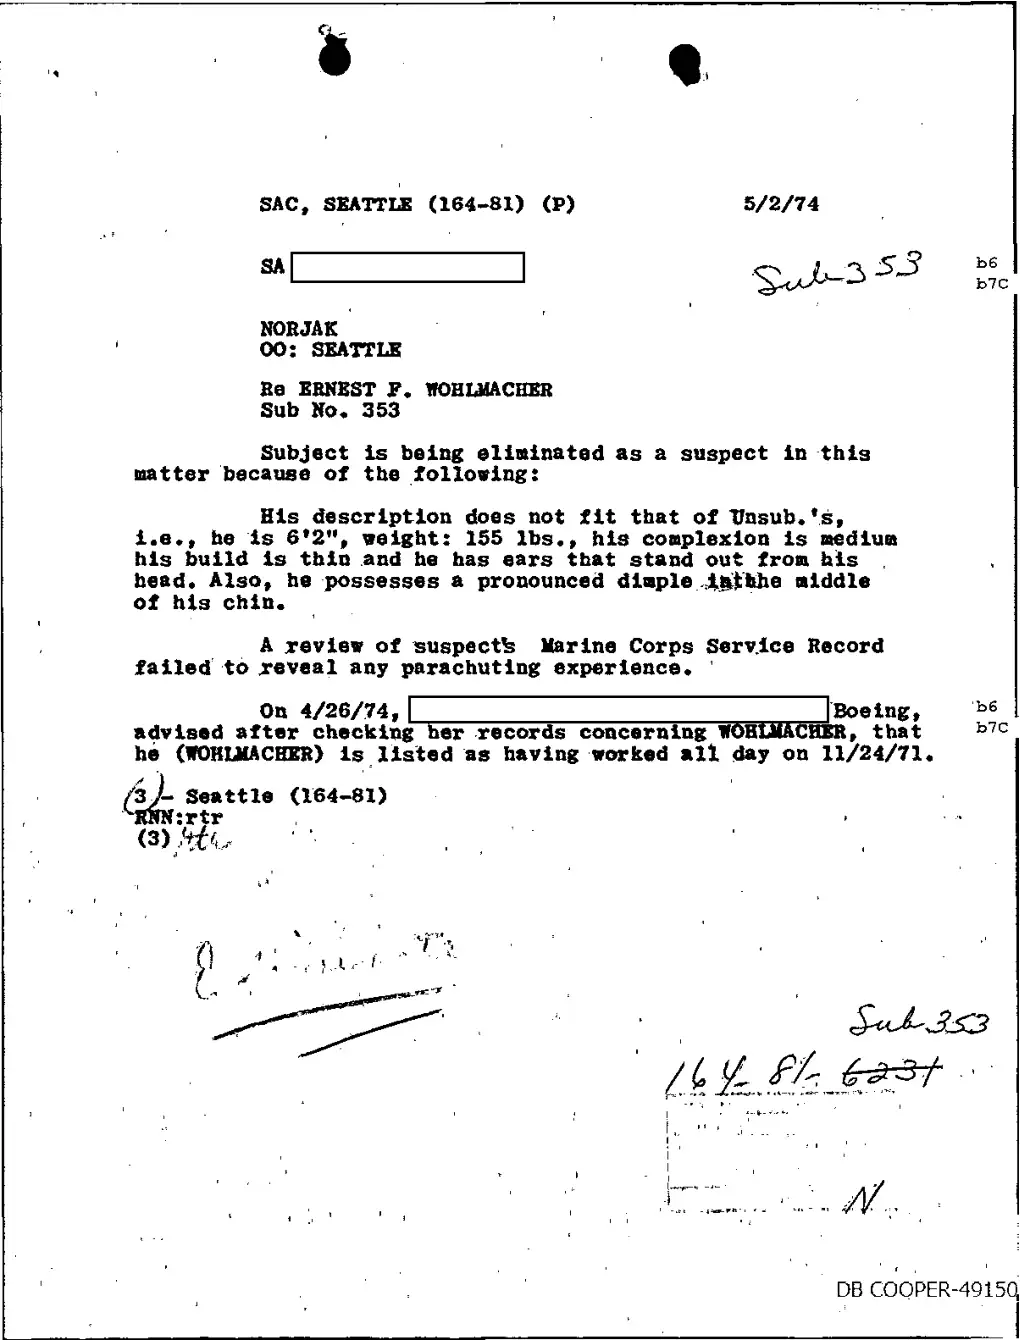 SAC, SEATTLE (164-81) (P) 5/2/74
SA
Sub 353
b6
b7C
NORJAK
OO: SEATTLE
Re ERNEST F. WOHLMACHER
Sub No. 353
Subject is being eliminated as a suspect in this
matter because of the following:
His description does not fit that of Unsub.'s,
i.e., he is 6'2", weight: 155 lbs., his complexion is medium
his build is thin and he has ears that stand out from his
head. Also, he possesses a pronounced dimple middle
of his chin.
A review of suspect's Marine Corps Service Record
failed to reveal any parachuting experience.
On 4/26/74, Boeing,
b6
b7C
advised after checking her records concerning WOHLMACHER, that
he (WOHLMACHER) is listed as having worked all day on 11/24/71.
3 - Seattle (164-81)
RNN:rtr
(3)
Eliminate
Sub 353
164-81-6231
N
DB COOPER-49150